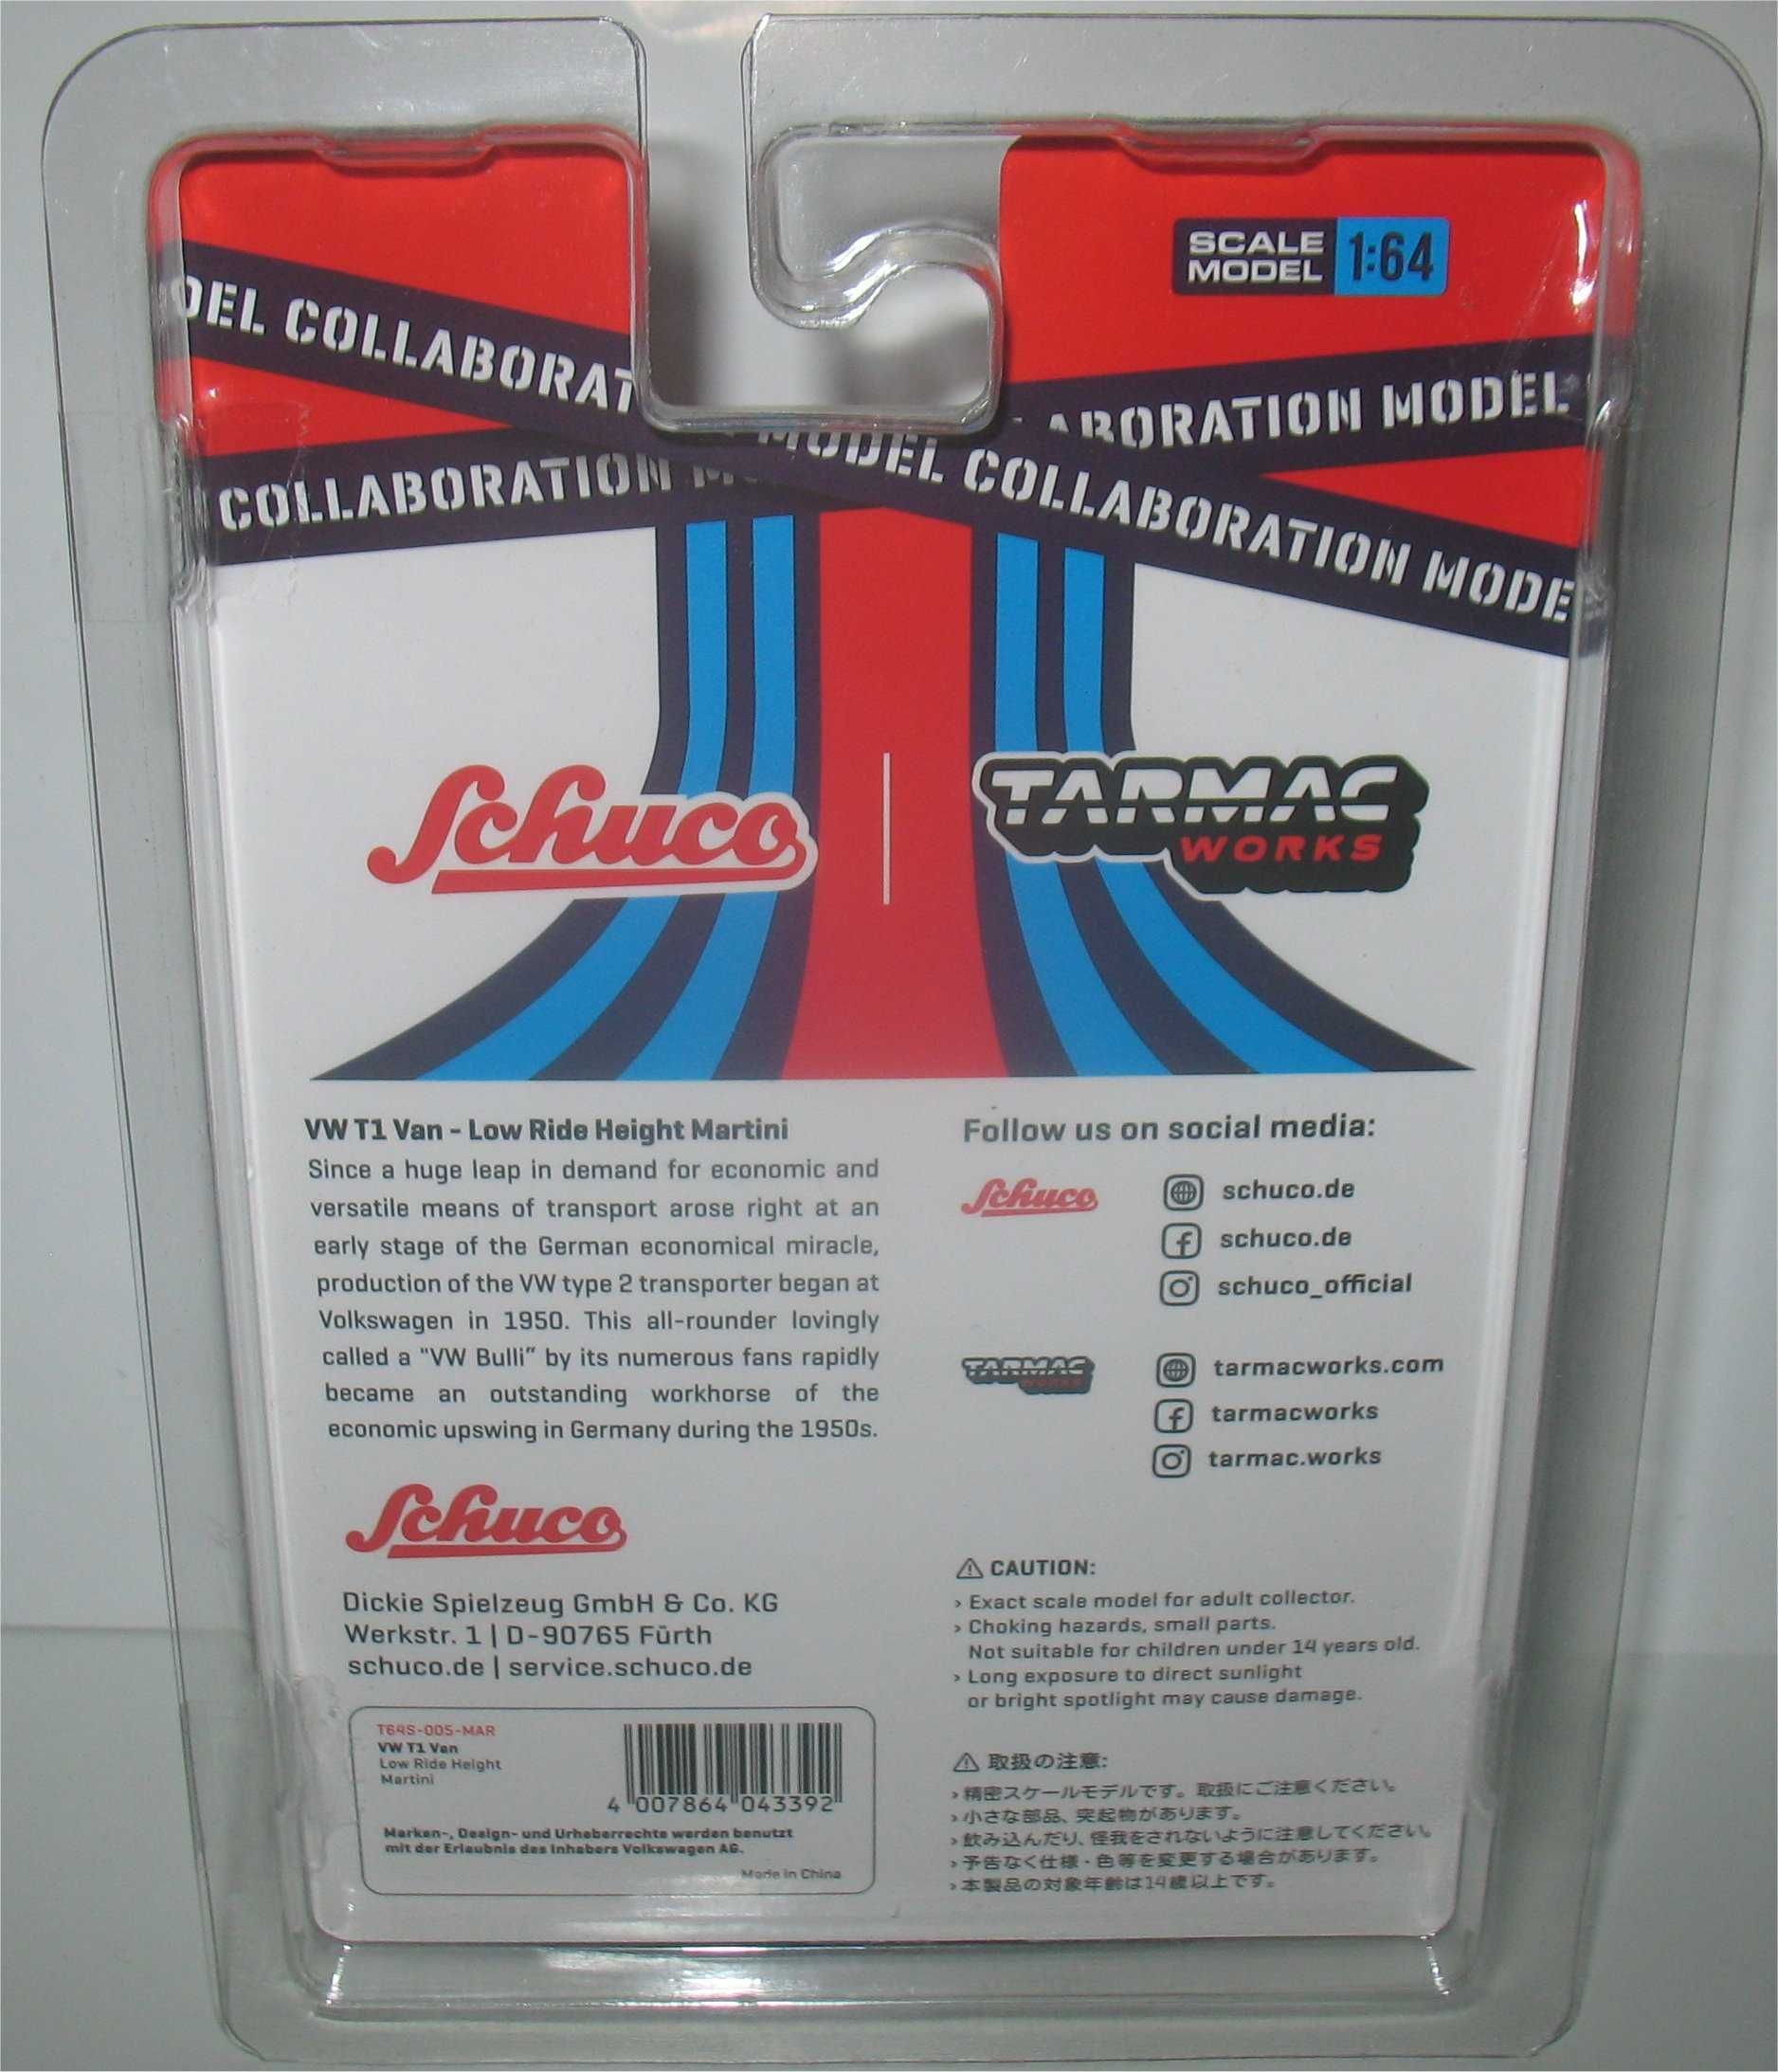 SCALE
MODEL 1:64
DEL COLLABORAT
ABORATION MODEL
COLLABORATION
MODEL COLLABORATION MODE
Schuco
TARMAC
WORKS
VW T1 Van - Low Ride Height Martini
Since a huge leap in demand for economic and
versatile means of transport arose right at an
early stage of the German economical miracle,
production of the VW type 2 transporter began at
Volkswagen in 1950. This all-rounder lovingly
called a "VW Bulli" by its numerous fans rapidly
became an outstanding workhorse of the
economic upswing in Germany during the 1950s.
Schuco
Dickie Spielzeug GmbH & Co. KG
Werkstr. 1 | D-90765 Fürth
schuco.de | service.schuco.de
T64S-005-MAR
VW T1 Van
Low Ride Height
Martini
4 007864 043392
Marken-, Design- und Urheberrechte werden benutzt
mit der Erlaubnis des Inhabers Volkswagen AG.
Made in China
Follow us on social media:
Schuco
schuco.de
schuco.de
schuco_official
TARMAC
WORKS
tarmacworks.com
tarmacworks
tarmac.works
⚠ CAUTION:
› Exact scale model for adult collector.
› Choking hazards, small parts.
Not suitable for children under 14 years old.
› Long exposure to direct sunlight
or bright spotlight may cause damage.
⚠ 取扱の注意:
› 精密スケールモデルです。取扱にご注意ください。
› 小さな部品、突起物があります。
› 飲み込んだり、怪我をされないように注意してください。
› 予告なく仕様・色等を変更する場合があります。
› 本製品の対象年齢は14歳以上です。